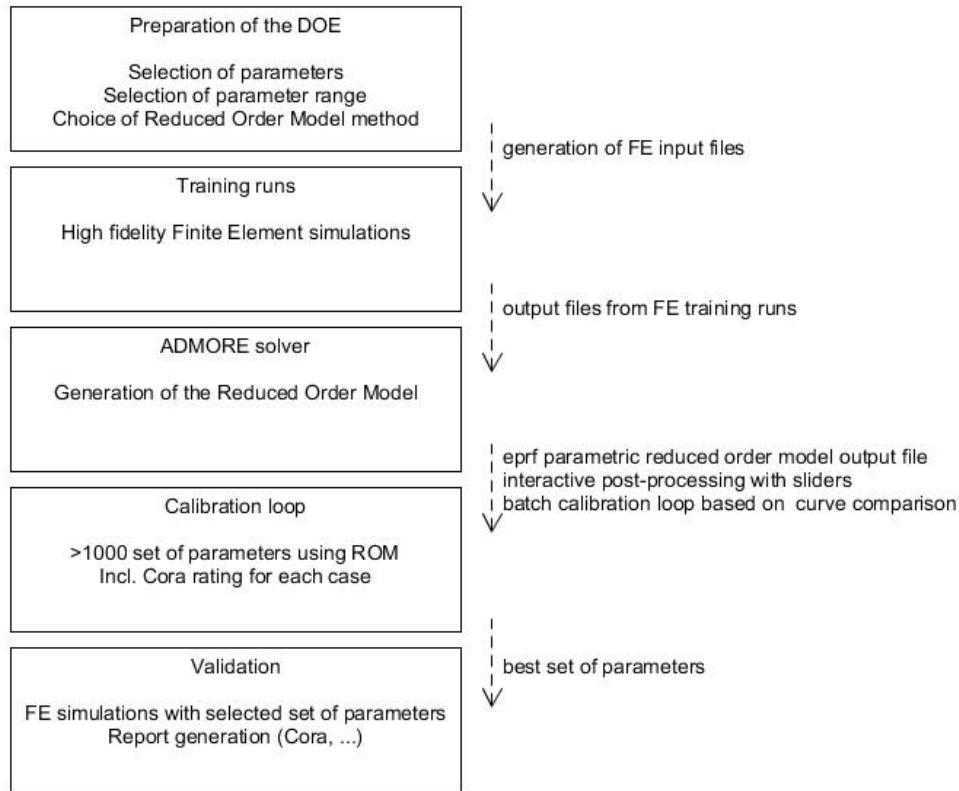 Preparation of the DOE
Selection of parameters
Selection of parameter range
Choice of Reduced Order Model method
generation of FE input files
Training runs
High fidelity Finite Element simulations
output files from FE training runs
ADMORE solver
Generation of the Reduced Order Model
eprf parametric reduced order model output file
interactive post-processing with sliders
batch calibration loop based on curve comparison
Calibration loop
>1000 set of parameters using ROM
Incl. Cora rating for each case
best set of parameters
Validation
FE simulations with selected set of parameters
Report generation (Cora, ...)